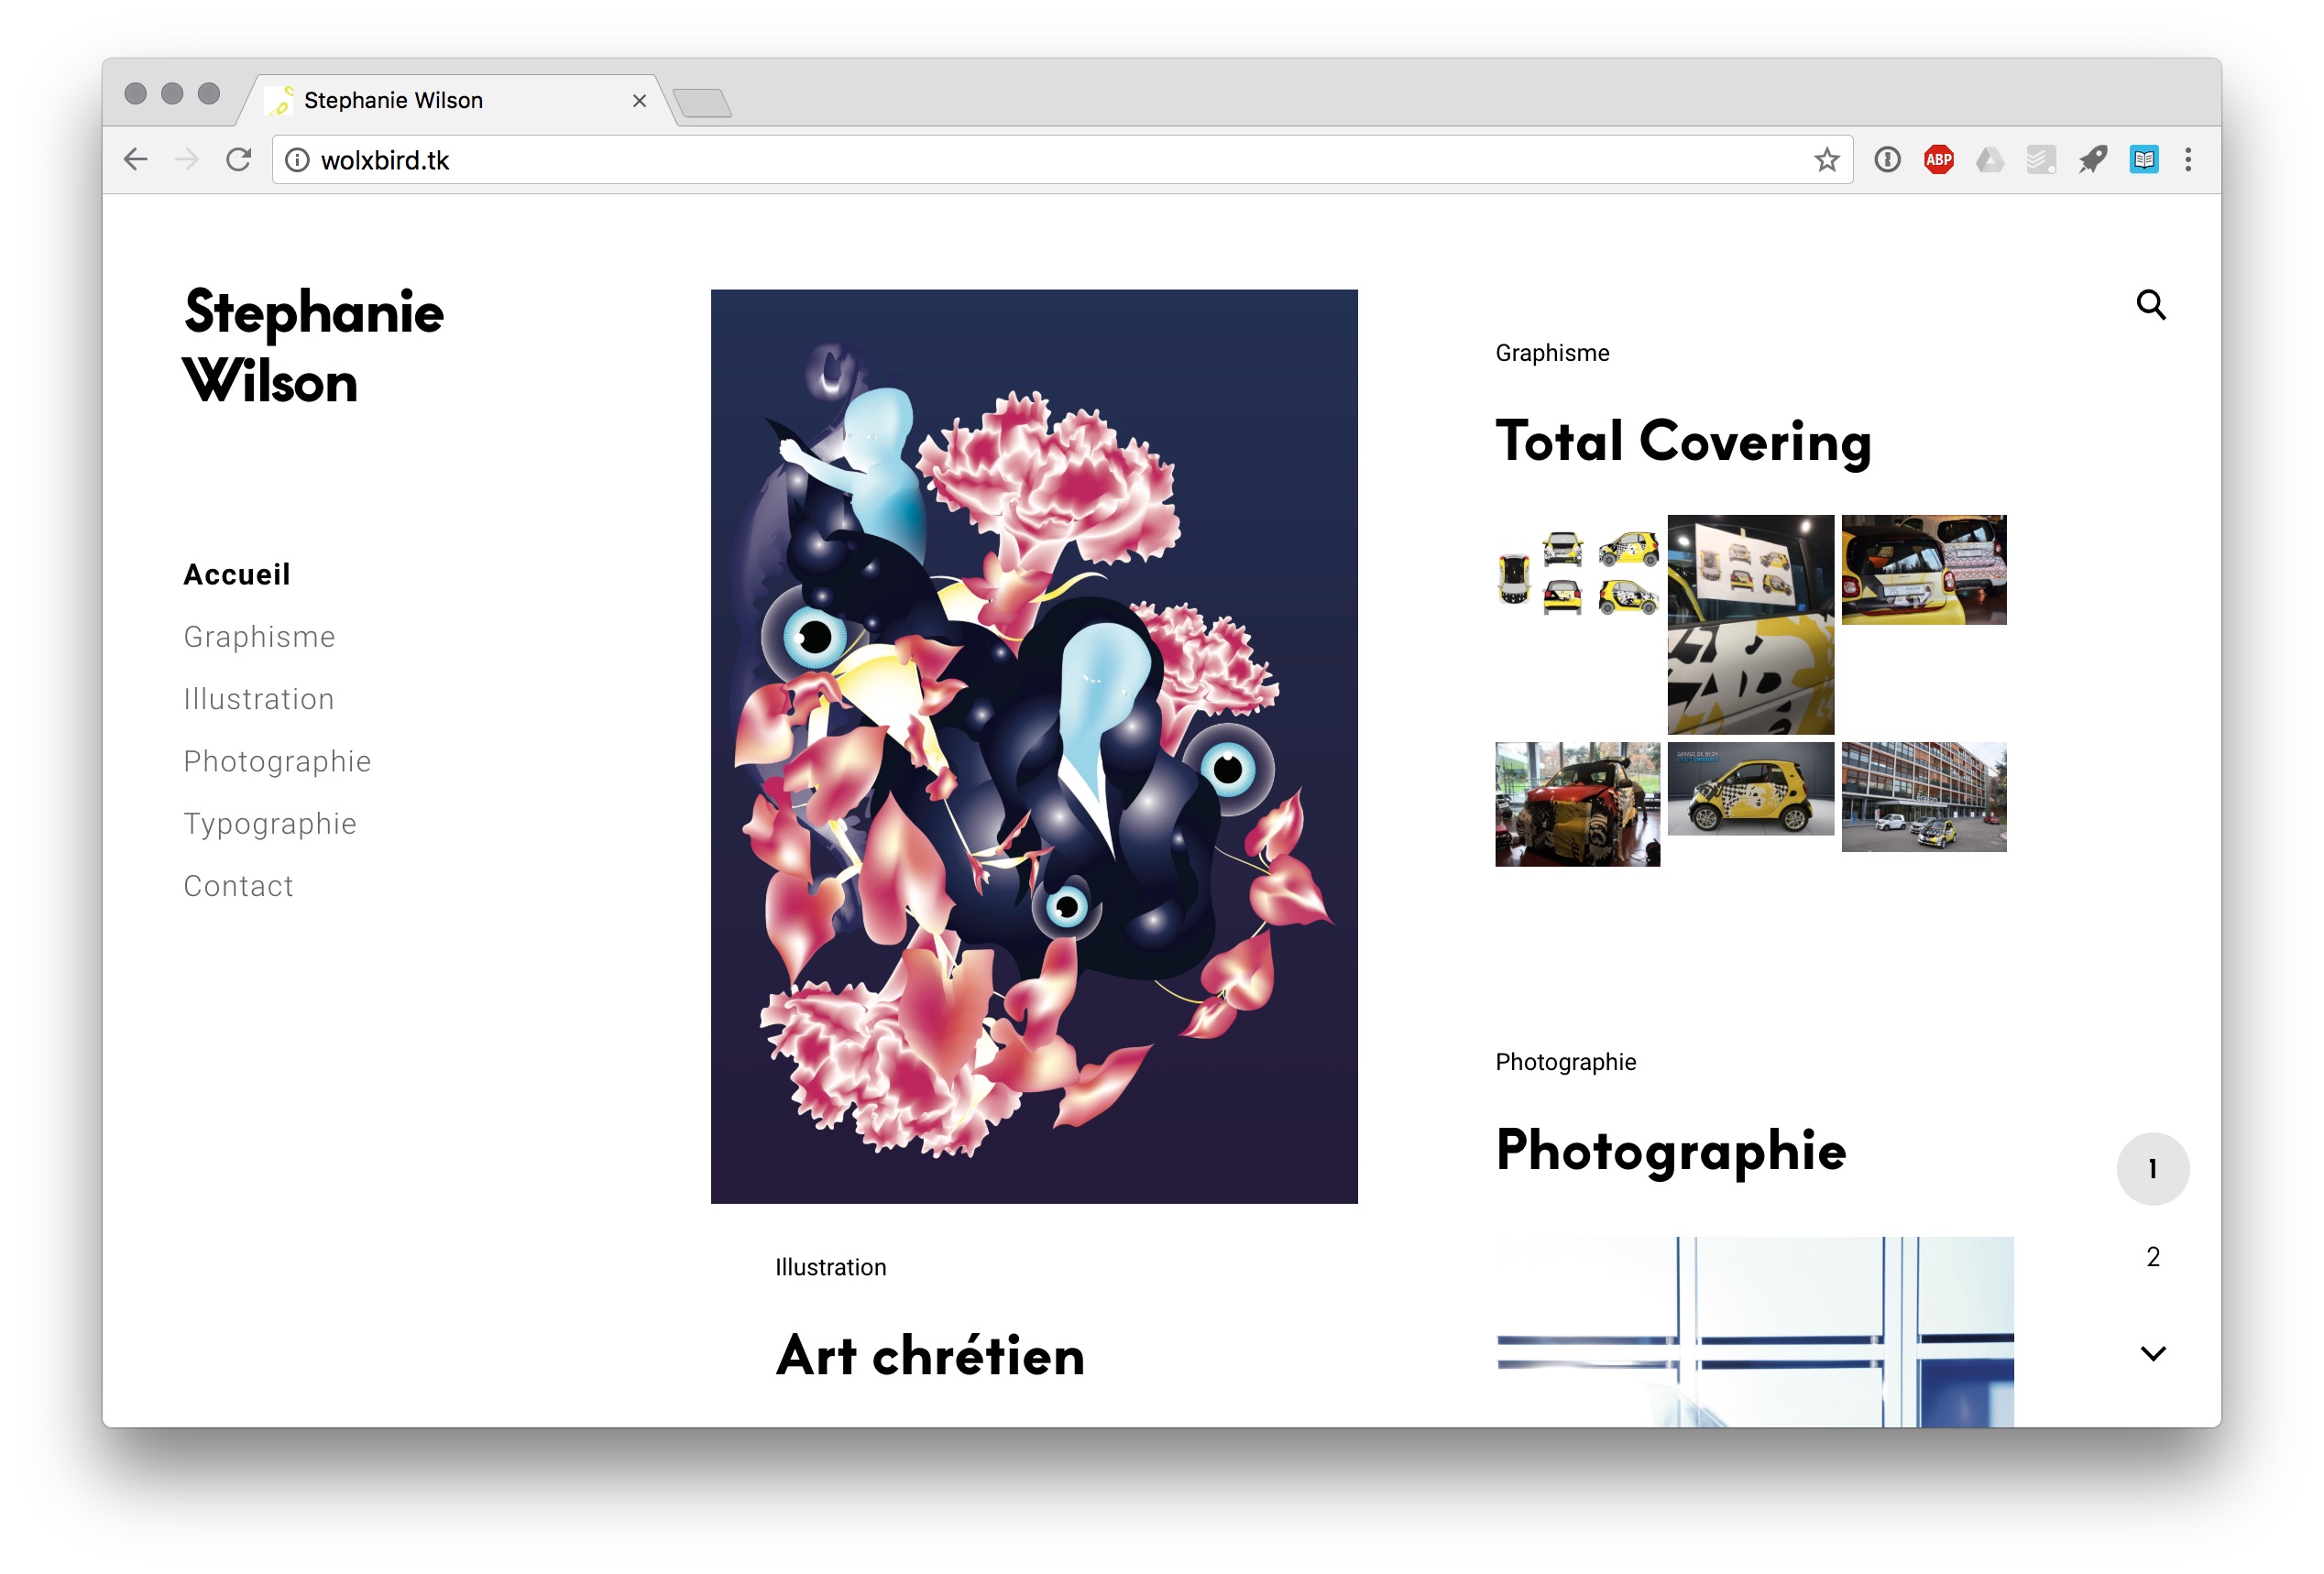 Stephanie Wilson
wolxbird.tk
ABP
Stephanie
Wilson
Accueil
Graphisme
Illustration
Photographie
Typographie
Contact
Illustration
Art chrétien
Graphisme
Total Covering
Photographie
Photographie
1
2